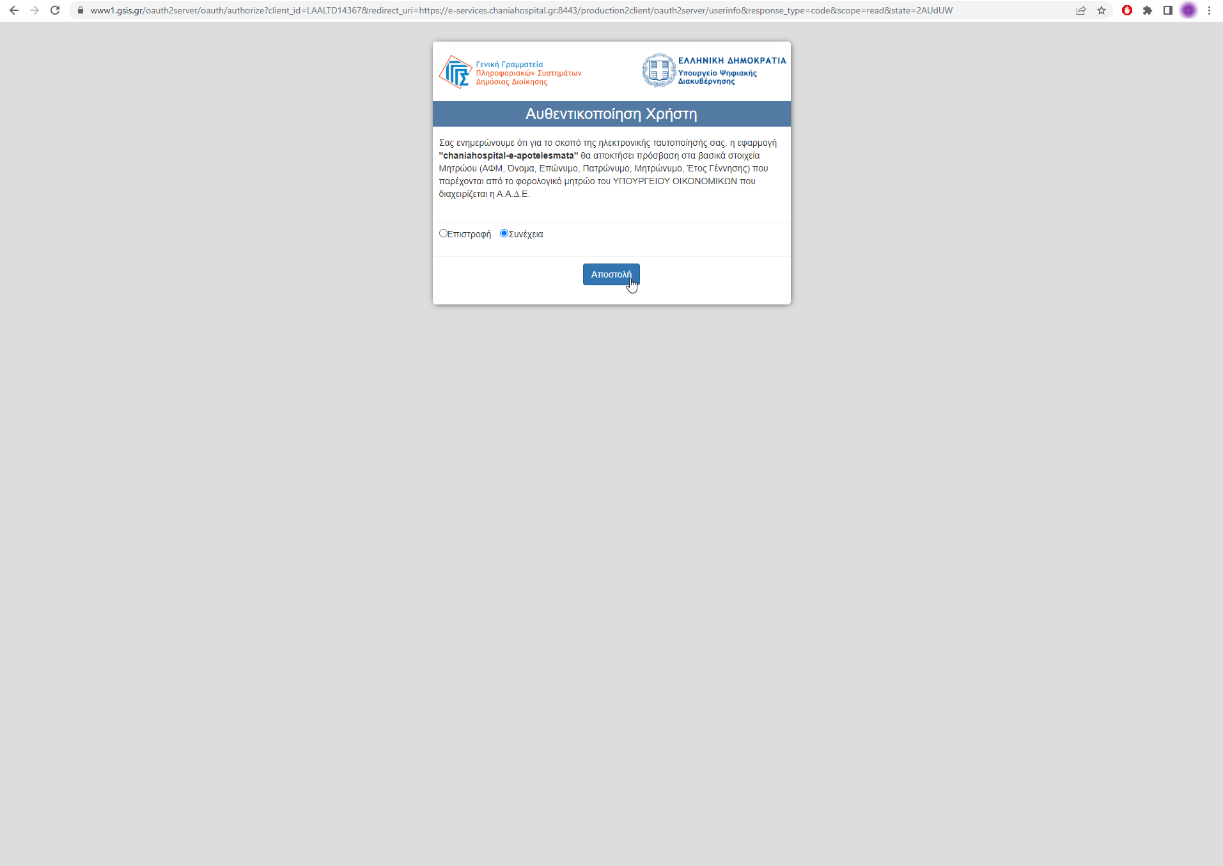 www1.gsis.gr/oauth2server/oauth/authorize?client_id=LAALTD14367&redirect_uri=https://e-services.chaniahospital.gr:8443/production2client/oauth2server/userinfo&response_type=code&scope=read&state=2AUdUW
Γενική Γραμματεία
Πληροφοριακών Συστημάτων
Δημόσιας Διοίκησης
ΕΛΛΗΝΙΚΗ ΔΗΜΟΚΡΑΤΙΑ
Υπουργείο Ψηφιακής
Διακυβέρνησης
Αυθεντικοποίηση Χρήστη
Σας ενημερώνουμε ότι για το σκοπό της ηλεκτρονικής ταυτοποίησής σας, η εφαρμογή
"chaniahospital-e-apotelesmata" θα αποκτήσει πρόσβαση στα βασικά στοιχεία
Μητρώου (ΑΦΜ, Όνομα, Επώνυμο, Πατρώνυμο, Μητρώνυμο, Έτος Γέννησης) που
παρέχονται από το φορολογικό μητρώο του ΥΠΟΥΡΓΕΙΟΥ ΟΙΚΟΝΟΜΙΚΩΝ που
διαχειρίζεται η Α.Α.Δ.Ε.
Επιστροφή Συνέχεια
Αποστολή